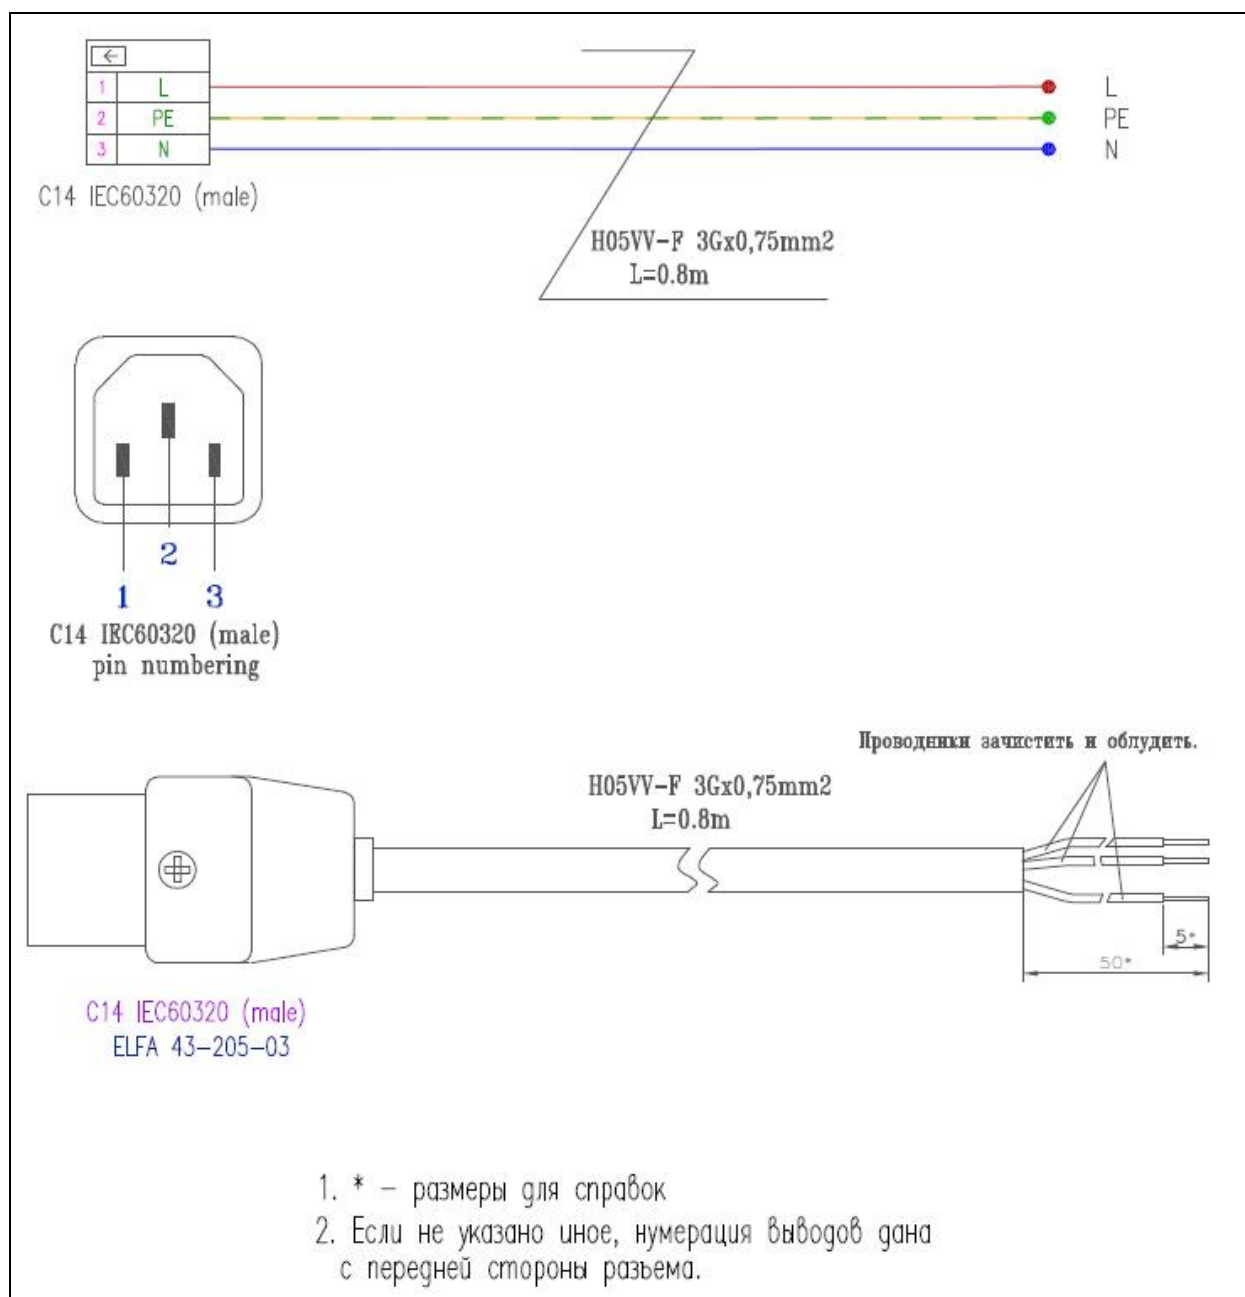 ←
1 L
2 PE
3 N
L
PE
N
C14 IEC60320 (male)
H05VV-F 3Gx0,75mm2
L=0.8m
2
1 3
C14 IEC60320 (male)
pin numbering
Проводники зачистить и облудить.
H05VV-F 3Gx0,75mm2
L=0.8m
5*
50*
C14 IEC60320 (male)
ELFA 43-205-03
1. * – размеры для справок
2. Если не указано иное, нумерация выводов дана
с передней стороны разъема.